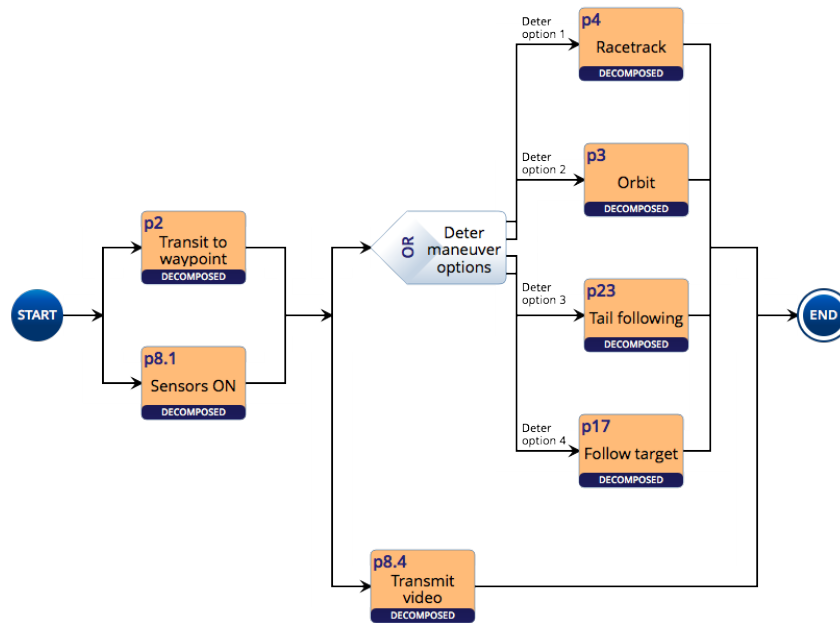 START
p2
Transit to
waypoint
DECOMPOSED
p8.1
Sensors ON
DECOMPOSED
OR
Deter
maneuver
options
Deter
option 1
p4
Racetrack
DECOMPOSED
Deter
option 2
p3
Orbit
DECOMPOSED
Deter
option 3
p23
Tail following
DECOMPOSED
Deter
option 4
p17
Follow target
DECOMPOSED
p8.4
Transmit
video
DECOMPOSED
END